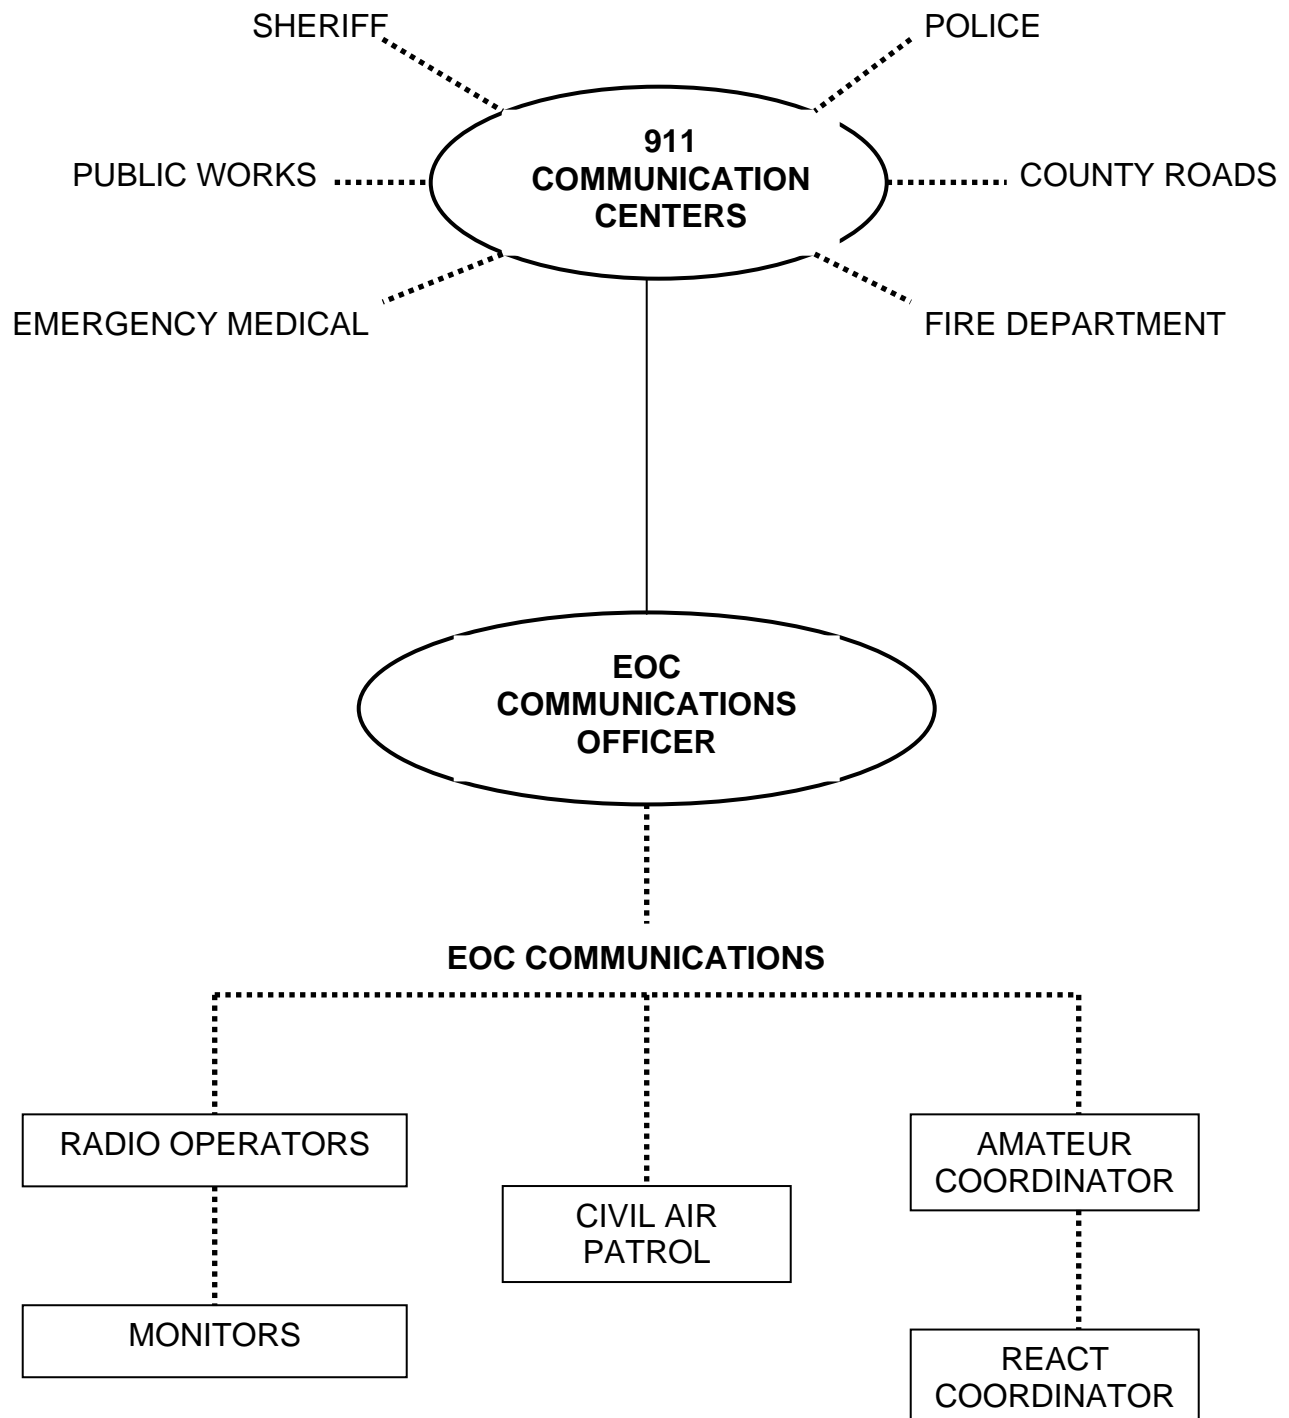 SHERIFF
POLICE
911
COMMUNICATION
CENTERS
PUBLIC WORKS
COUNTY ROADS
EMERGENCY MEDICAL
FIRE DEPARTMENT
EOC
COMMUNICATIONS
OFFICER
EOC COMMUNICATIONS
RADIO OPERATORS
CIVIL AIR
PATROL
AMATEUR
COORDINATOR
MONITORS
REACT
COORDINATOR